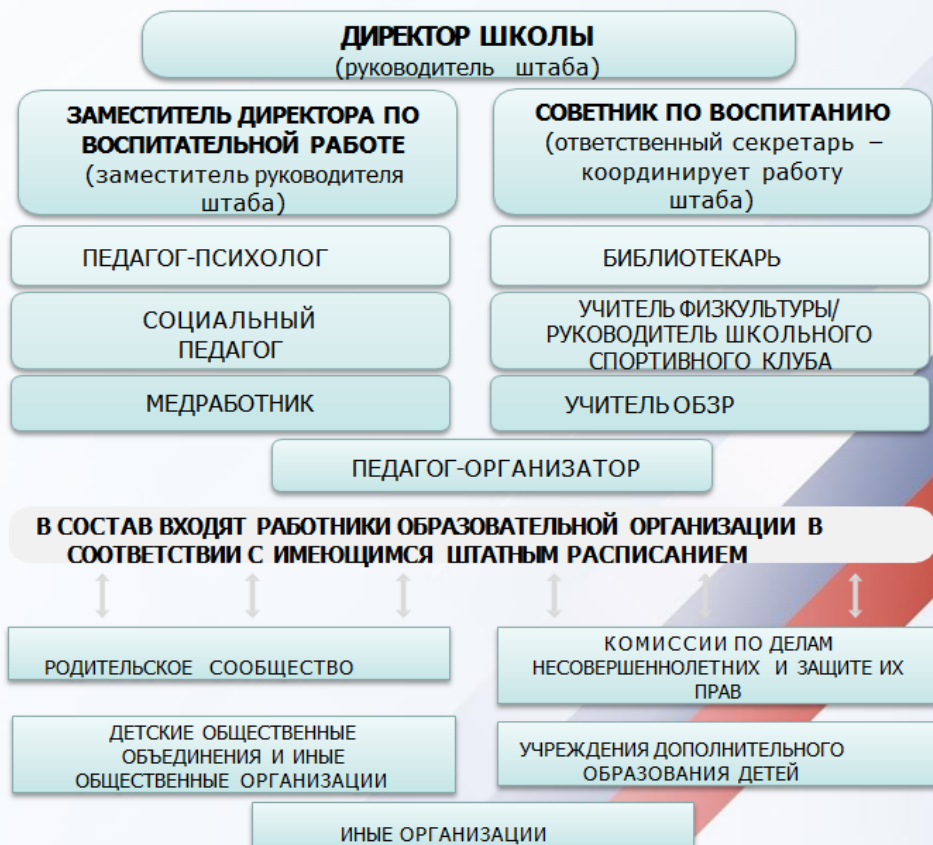 ДИРЕКТОР ШКОЛЫ
(руководитель штаба)
ЗАМЕСТИТЕЛЬ ДИРЕКТОРА ПО
ВОСПИТАТЕЛЬНОЙ РАБОТЕ
(заместитель руководителя
штаба)
СОВЕТНИК ПО ВОСПИТАНИЮ
(ответственный секретарь –
координирует работу
штаба)
ПЕДАГОГ-ПСИХОЛОГ
БИБЛИОТЕКАРЬ
СОЦИАЛЬНЫЙ
ПЕДАГОГ
УЧИТЕЛЬ ФИЗКУЛЬТУРЫ/
РУКОВОДИТЕЛЬ ШКОЛЬНОГО
СПОРТИВНОГО КЛУБА
МЕДРАБОТНИК
УЧИТЕЛЬ ОБЗР
ПЕДАГОГ-ОРГАНИЗАТОР
В СОСТАВ ВХОДЯТ РАБОТНИКИ ОБРАЗОВАТЕЛЬНОЙ ОРГАНИЗАЦИИ В
СООТВЕТСТВИИ С ИМЕЮЩИМСЯ ШТАТНЫМ РАСПИСАНИЕМ
РОДИТЕЛЬСКОЕ СООБЩЕСТВО
КОМИССИИ ПО ДЕЛАМ
НЕСОВЕРШЕННОЛЕТНИХ И ЗАЩИТЕ ИХ
ПРАВ
ДЕТСКИЕ ОБЩЕСТВЕННЫЕ
ОБЪЕДИНЕНИЯ И ИНЫЕ
ОБЩЕСТВЕННЫЕ ОРГАНИЗАЦИИ
УЧРЕЖДЕНИЯ ДОПОЛНИТЕЛЬНОГО
ОБРАЗОВАНИЯ ДЕТЕЙ
ИНЫЕ ОРГАНИЗАЦИИ